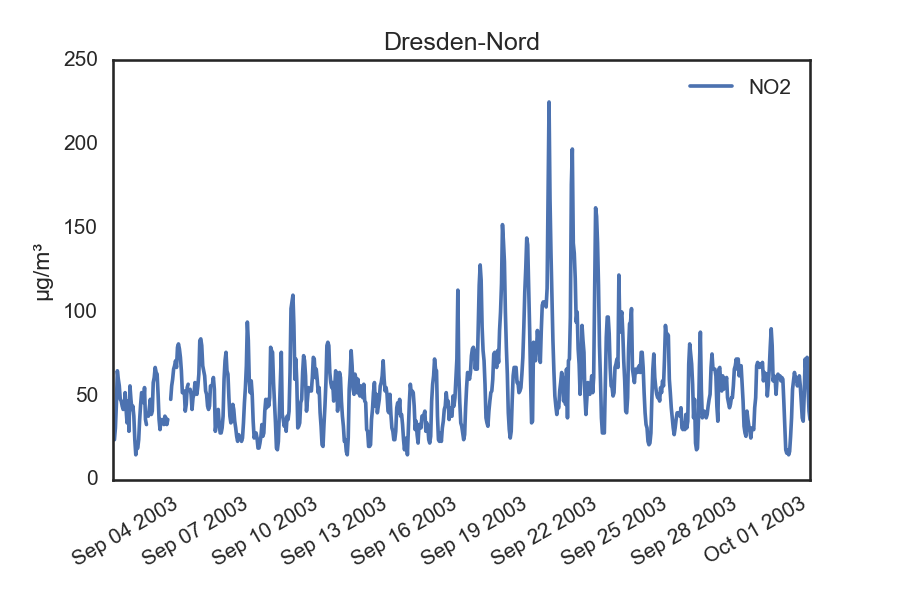 Dresden-Nord
250
200
150
100
50
0
µg/m³
NO2
Sep 04 2003
Sep 07 2003
Sep 10 2003
Sep 13 2003
Sep 16 2003
Sep 19 2003
Sep 22 2003
Sep 25 2003
Sep 28 2003
Oct 01 2003